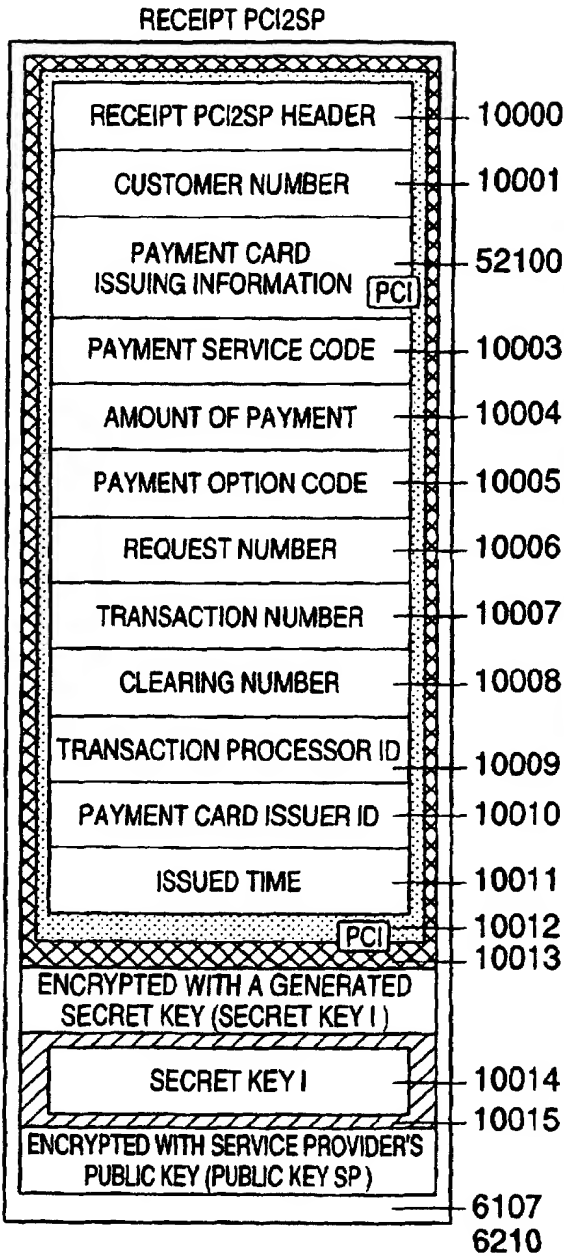 RECEIPT PCI2SP
RECEIPT PCI2SP HEADER 10000
CUSTOMER NUMBER 10001
PAYMENT CARD
ISSUING INFORMATION 52100
PCI
PAYMENT SERVICE CODE 10003
AMOUNT OF PAYMENT 10004
PAYMENT OPTION CODE 10005
REQUEST NUMBER 10006
TRANSACTION NUMBER 10007
CLEARING NUMBER 10008
TRANSACTION PROCESSOR ID 10009
PAYMENT CARD ISSUER ID 10010
ISSUED TIME 10011
PCI 10012
10013
ENCRYPTED WITH A GENERATED
SECRET KEY (SECRET KEY I)
SECRET KEY I 10014
10015
ENCRYPTED WITH SERVICE PROVIDER'S
PUBLIC KEY (PUBLIC KEY SP)
6107
6210